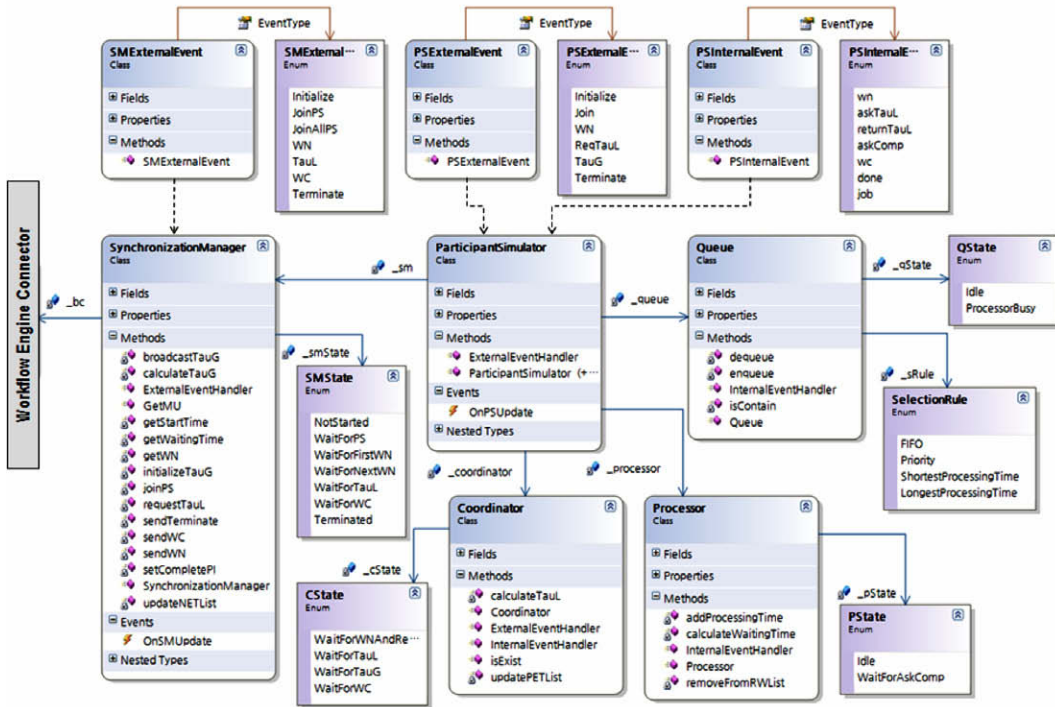 EventType
EventType
EventType
SMExternalEvent
Class
Fields
Properties
Methods
SMExternalEvent
SMExternal···
Enum
Initialize
JoinPS
JoinAllPS
WN
TauL
WC
Terminate
PSExternalEvent
Class
Fields
Properties
Methods
PSExternalEvent
PSExternalE···
Enum
Initialize
Join
WN
ReqTauL
TauG
Terminate
PSInternalEvent
Class
Fields
Properties
Methods
PSInternalEvent
PSInternalE···
Enum
wn
askTauL
returnTauL
askComp
wc
done
job
Workflow Engine Connector
_bc
SynchronizationManager
Class
Fields
Properties
Methods
broadcastTauG
calculateTauG
ExternalEventHandler
GetMU
getStartTime
getWaitingTime
getWN
initializeTauG
joinPS
requestTauL
sendTerminate
sendWC
sendWN
setCompletePI
SynchronizationManager
updateNETList
Events
OnSMUpdate
Nested Types
_sm
_smState
SMState
Enum
NotStarted
WaitForPS
WaitForFirstWN
WaitForNextWN
WaitForTauL
WaitForWC
Terminated
ParticipantSimulator
Class
Fields
Properties
Methods
ExternalEventHandler
ParticipantSimulator (+···
Events
OnPSUpdate
Nested Types
_queue
Queue
Class
Fields
Properties
Methods
dequeue
enqueue
InternalEventHandler
isContain
Queue
_qState
QState
Enum
Idle
ProcessorBusy
_sRule
SelectionRule
Enum
FIFO
Priority
ShortestProcessingTime
LongestProcessingTime
_coordinator
_processor
Coordinator
Class
Fields
Methods
calculateTauL
Coordinator
ExternalEventHandler
InternalEventHandler
isExist
updatePETList
_cState
CState
Enum
WaitForWNAndRe···
WaitForTauL
WaitForTauG
WaitForWC
Processor
Class
Fields
Properties
Methods
addProcessingTime
calculateWaitingTime
InternalEventHandler
Processor
removeFromRWList
_pState
PState
Enum
Idle
WaitForAskComp